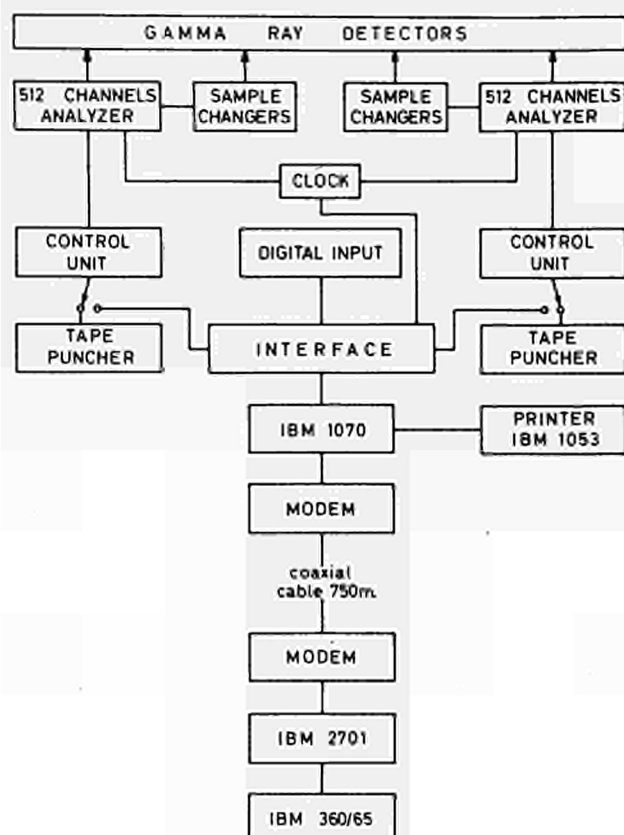 GAMMA RAY DETECTORS
512 CHANNELS
ANALYZER
SAMPLE
CHANGERS
SAMPLE
CHANGERS
512 CHANNELS
ANALYZER
CLOCK
CONTROL
UNIT
DIGITAL INPUT
CONTROL
UNIT
TAPE
PUNCHER
INTERFACE
TAPE
PUNCHER
IBM 1070
PRINTER
IBM 1053
MODEM
coaxial
cable 750m.
MODEM
IBM 2701
IBM 360/65